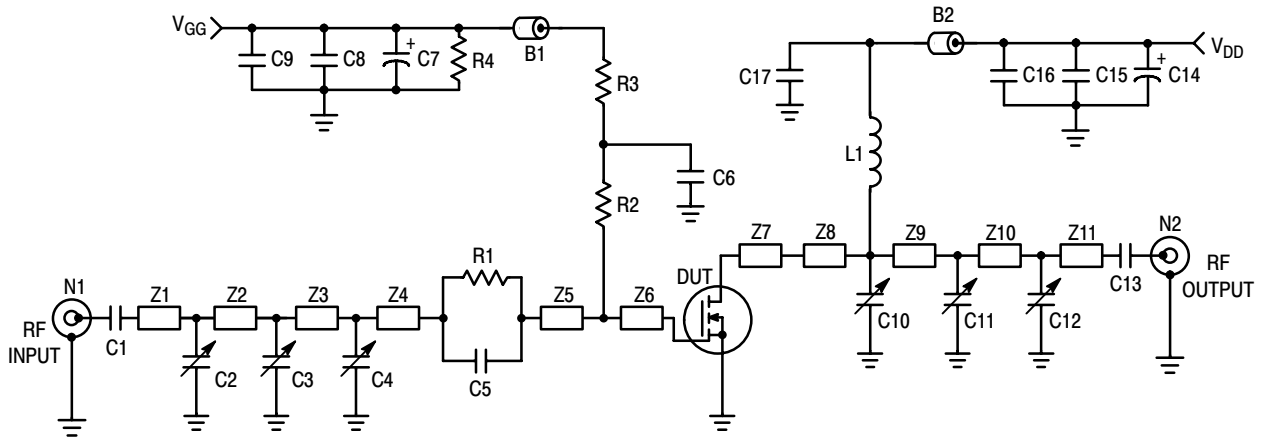 VGG
C9
C8
+
C7
R4
B1
R3
C6
R2
B2
C17
C16
C15
+
C14
VDD
L1
N1
RF
INPUT
C1
Z1
Z2
Z3
Z4
C2
C3
C4
R1
C5
Z5
Z6
DUT
Z7
Z8
Z9
Z10
Z11
C10
C11
C12
C13
N2
RF
OUTPUT